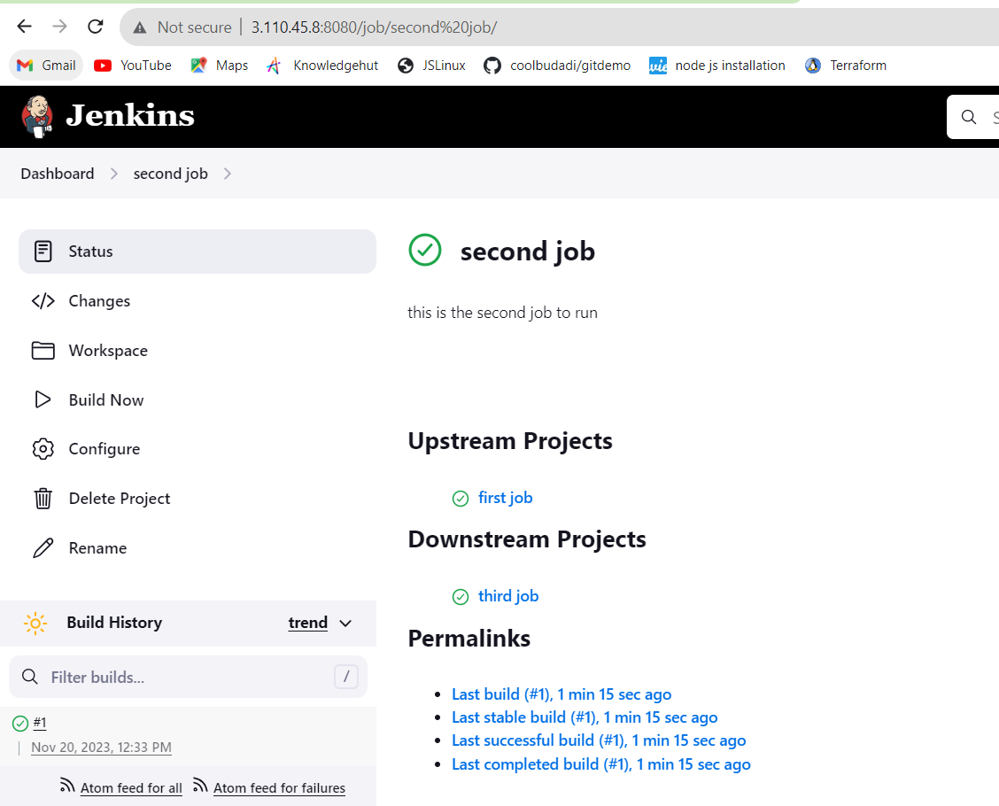 Not secure | 3.110.45.8:8080/job/second%20job/
Gmail YouTube Maps Knowledgehut JSLinux coolbudadi/gitdemo node js installation Terraform
Jenkins
Dashboard second job
Status
Changes
Workspace
Build Now
Configure
Delete Project
Rename
Build History trend
Filter builds... /
#1
Nov 20, 2023, 12:33 PM
Atom feed for all Atom feed for failures
second job
this is the second job to run
Upstream Projects
first job
Downstream Projects
third job
Permalinks
Last build (#1), 1 min 15 sec ago
Last stable build (#1), 1 min 15 sec ago
Last successful build (#1), 1 min 15 sec ago
Last completed build (#1), 1 min 15 sec ago